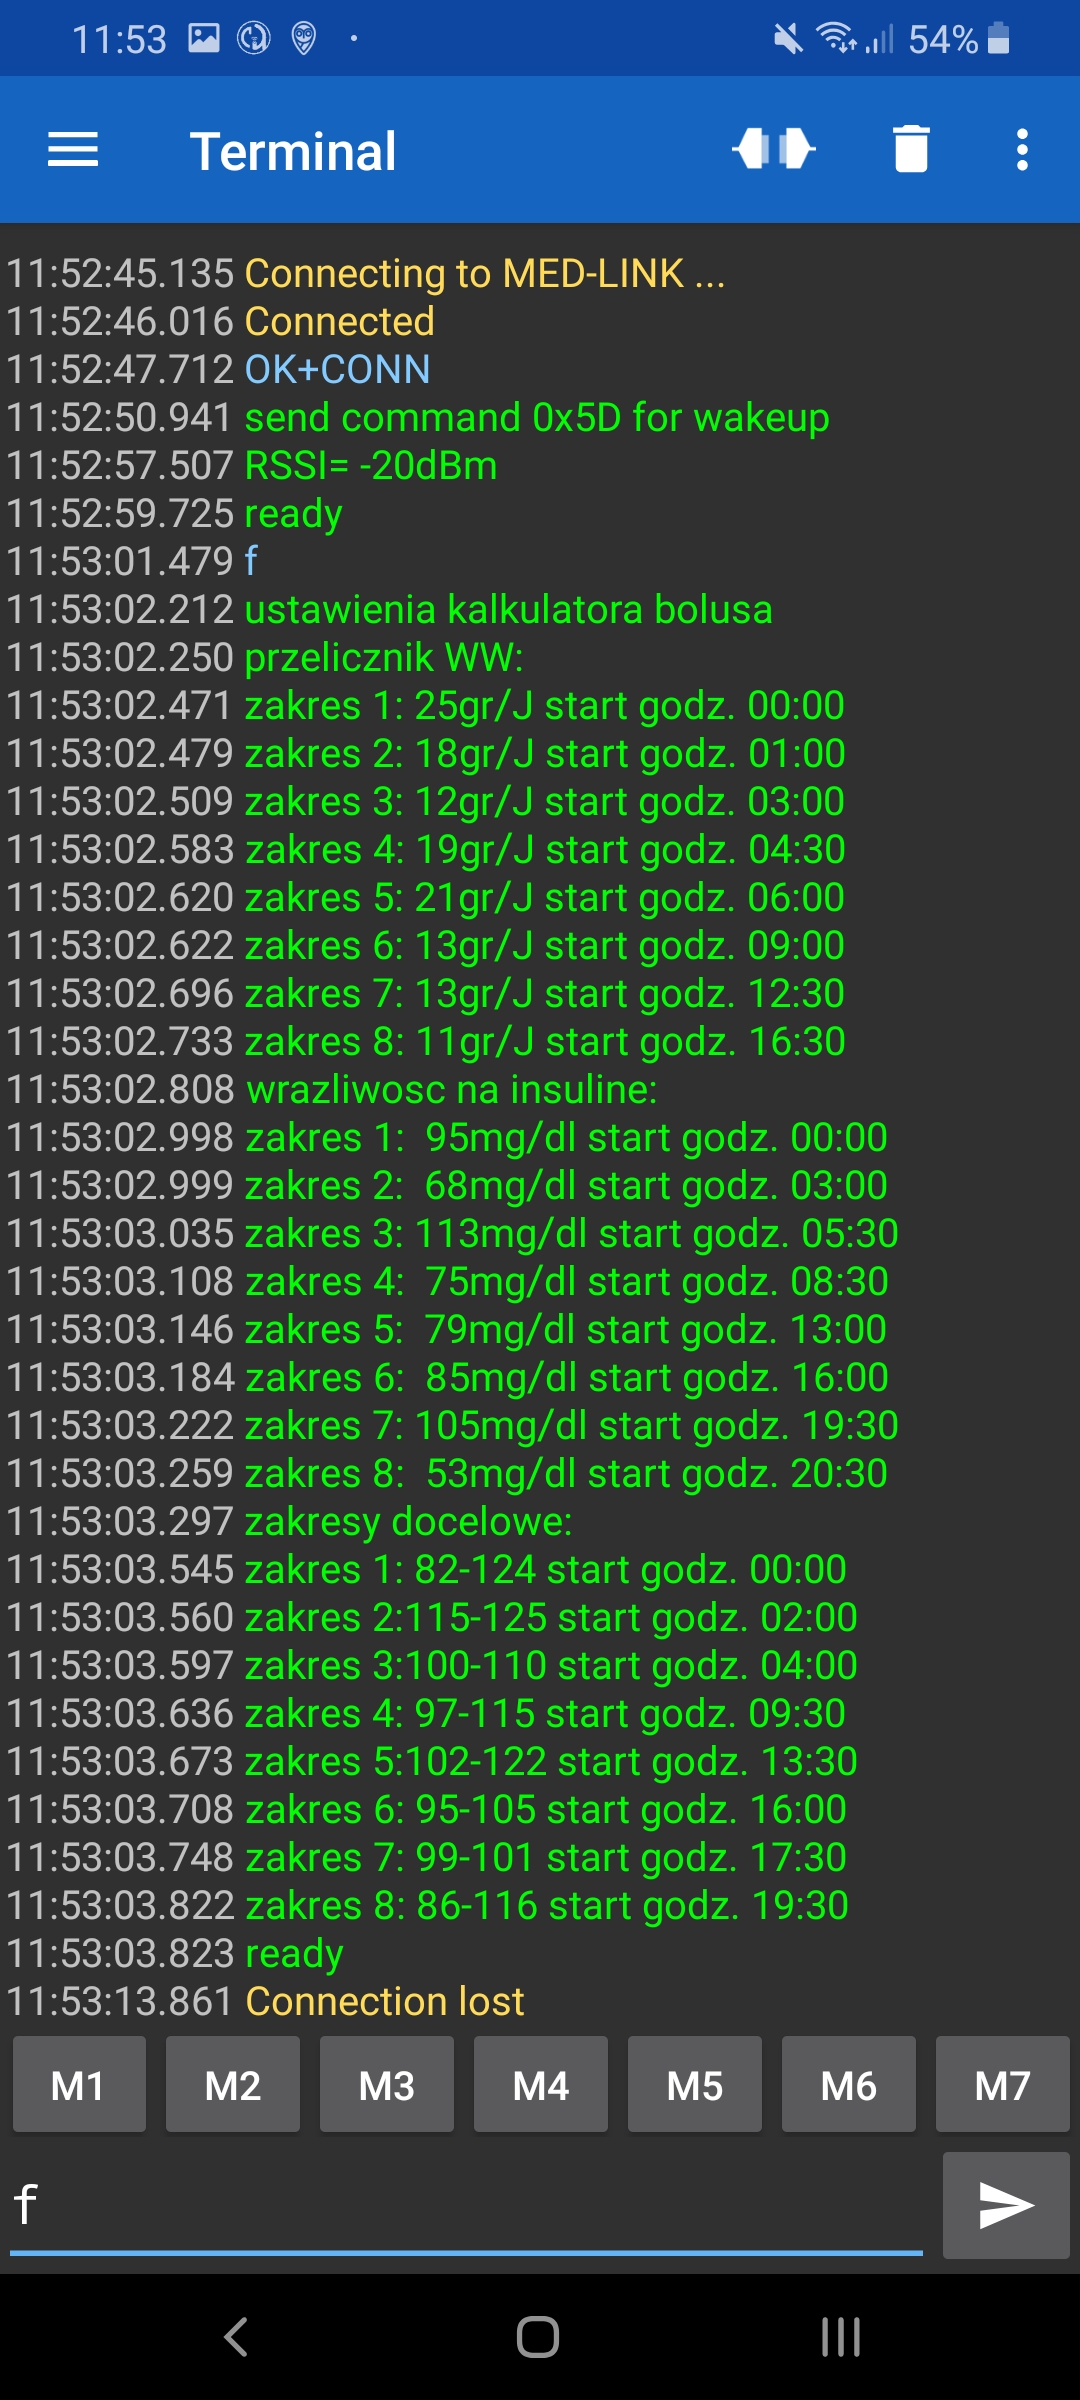 11:53 54%
Terminal
11:52:45.135 Connecting to MED-LINK ...
11:52:46.016 Connected
11:52:47.712 OK+CONN
11:52:50.941 send command 0x5D for wakeup
11:52:57.507 RSSI= -20dBm
11:52:59.725 ready
11:53:01.479 f
11:53:02.212 ustawienia kalkulatora bolusa
11:53:02.250 przelicznik WW:
11:53:02.471 zakres 1: 25gr/J start godz. 00:00
11:53:02.479 zakres 2: 18gr/J start godz. 01:00
11:53:02.509 zakres 3: 12gr/J start godz. 03:00
11:53:02.583 zakres 4: 19gr/J start godz. 04:30
11:53:02.620 zakres 5: 21gr/J start godz. 06:00
11:53:02.622 zakres 6: 13gr/J start godz. 09:00
11:53:02.696 zakres 7: 13gr/J start godz. 12:30
11:53:02.733 zakres 8: 11gr/J start godz. 16:30
11:53:02.808 wrazliwosc na insuline:
11:53:02.998 zakres 1:  95mg/dl start godz. 00:00
11:53:02.999 zakres 2:  68mg/dl start godz. 03:00
11:53:03.035 zakres 3: 113mg/dl start godz. 05:30
11:53:03.108 zakres 4:  75mg/dl start godz. 08:30
11:53:03.146 zakres 5:  79mg/dl start godz. 13:00
11:53:03.184 zakres 6:  85mg/dl start godz. 16:00
11:53:03.222 zakres 7: 105mg/dl start godz. 19:30
11:53:03.259 zakres 8:  53mg/dl start godz. 20:30
11:53:03.297 zakresy docelowe:
11:53:03.545 zakres 1: 82-124 start godz. 00:00
11:53:03.560 zakres 2:115-125 start godz. 02:00
11:53:03.597 zakres 3:100-110 start godz. 04:00
11:53:03.636 zakres 4: 97-115 start godz. 09:30
11:53:03.673 zakres 5:102-122 start godz. 13:30
11:53:03.708 zakres 6: 95-105 start godz. 16:00
11:53:03.748 zakres 7: 99-101 start godz. 17:30
11:53:03.822 zakres 8: 86-116 start godz. 19:30
11:53:03.823 ready
11:53:13.861 Connection lost
M1 M2 M3 M4 M5 M6 M7
f